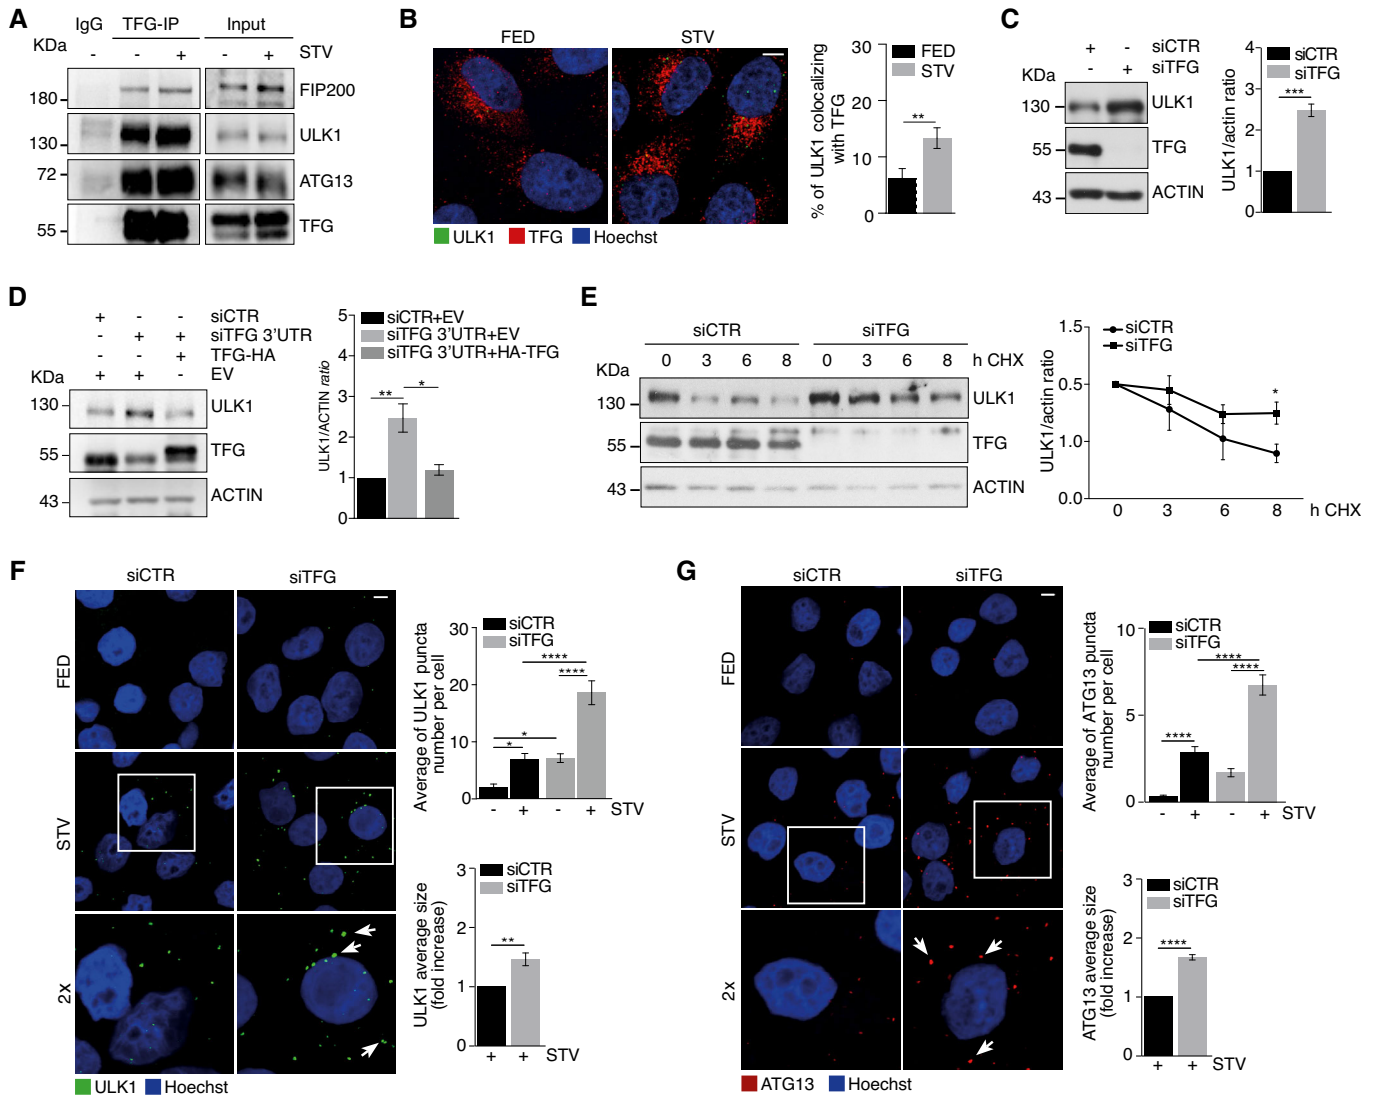 A
IgG TFG-IP Input
KDa - - + - + STV
180 FIP200
130 ULK1
72 ATG13
55 TFG
B
FED STV
ULK1 TFG Hoechst
% of ULK1 colocalizing
with TFG
30
20
10
0
FED
STV
**
C
+ - siCTR
- + siTFG
KDa
130 ULK1
55 TFG
43 ACTIN
ULK1/actin ratio
4
3
2
1
0
siCTR
siTFG
***
D
+ - - siCTR
- + + siTFG 3'UTR
- - + TFG-HA
+ + - EV
KDa
130 ULK1
55 TFG
43 ACTIN
ULK1/ACTIN ratio
5
4
3
2
1
0
siCTR+EV
siTFG 3'UTR+EV
siTFG 3'UTR+HA-TFG
** *
E
siCTR siTFG
0 3 6 8 0 3 6 8 h CHX
KDa
130 ULK1
55 TFG
43 ACTIN
ULK1/actin ratio
1.5
0.5
1.0
0.0
siCTR
siTFG
*
0 3 6 8 h CHX
F
siCTR siTFG
FED
STV
2x
ULK1 Hoechst
Average of ULK1 puncta
number per cell
30
20
10
0
siCTR
siTFG
****
****
*
*
- + - + STV
ULK1 average size
(fold increase)
3
2
1
0
siCTR
siTFG
**
+ + STV
G
siCTR siTFG
FED
STV
2x
ATG13 Hoechst
Average of ATG13 puncta
number per cell
10
5
0
siCTR
siTFG
****
****
****
- + - + STV
ATG13 average size
(fold increase)
3
2
1
0
siCTR
siTFG
****
+ + STV